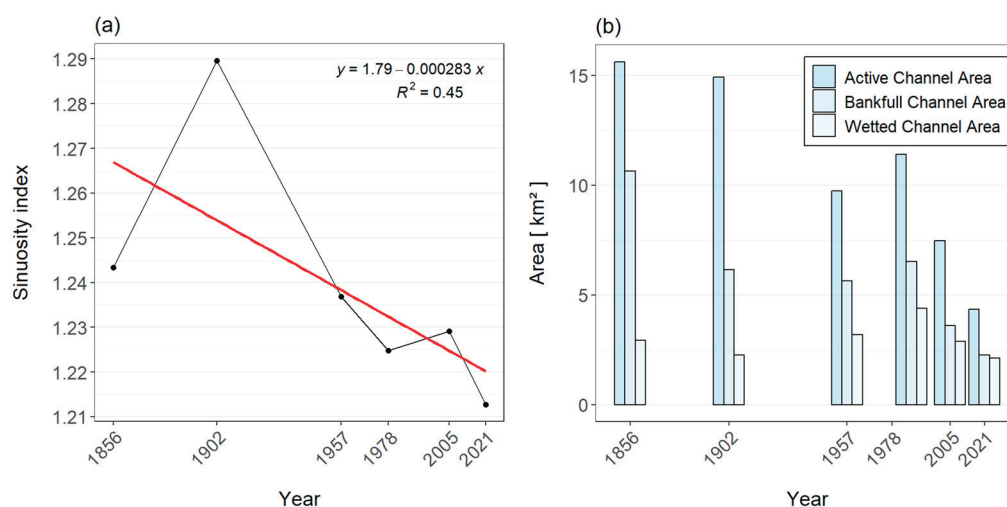 (a)
y = 1.79 – 0.000283 x
R² = 0.45
1.29
1.28
1.27
1.26
1.25
1.24
1.23
1.22
1.21
Sinuosity index
1856
1902
1957
1978
2005
2021
Year
(b)
Active Channel Area
Bankfull Channel Area
Wetted Channel Area
15
10
5
0
Area [ km² ]
1856
1902
1957
1978
2005
2021
Year